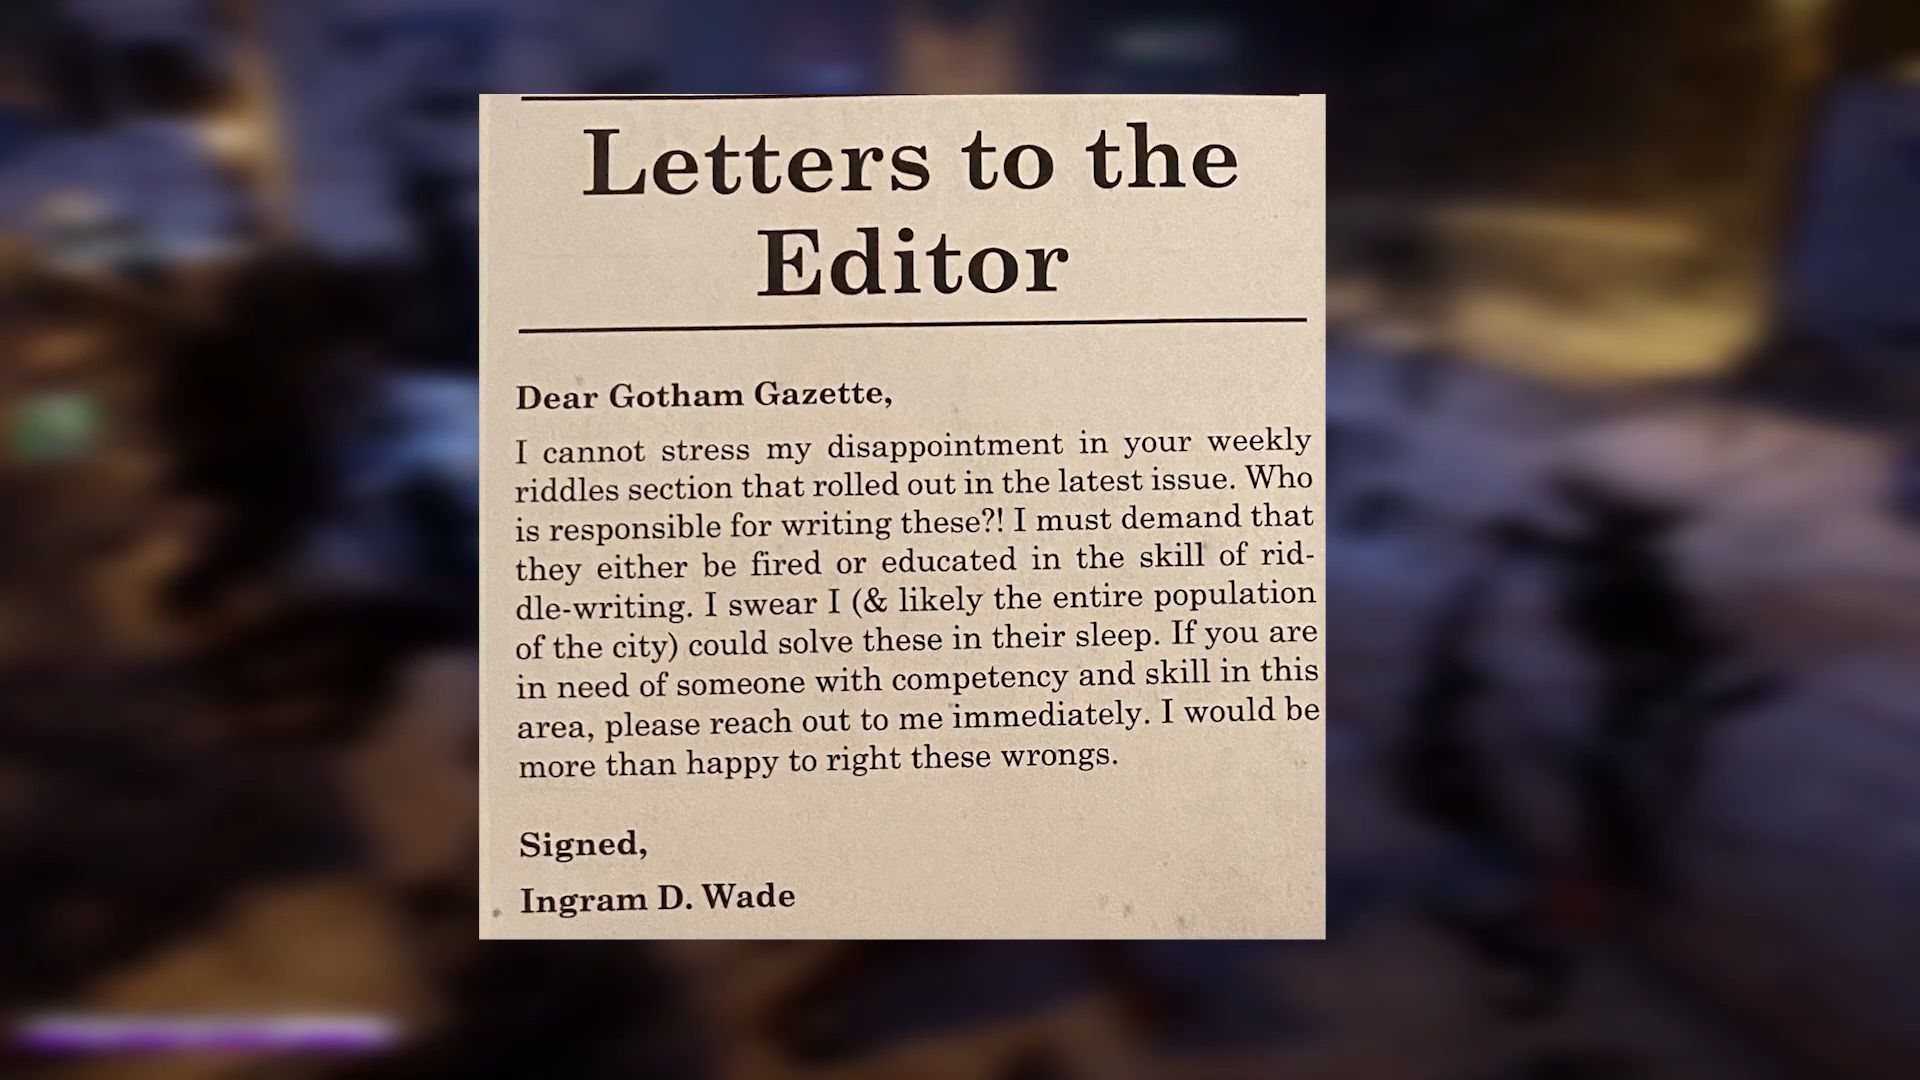 Letters to the
Editor
Dear Gotham Gazette,
I cannot stress my disappointment in your weekly
riddles section that rolled out in the latest issue. Who
is responsible for writing these?! I must demand that
they either be fired or educated in the skill of rid-
dle-writing. I swear I (& likely the entire population
of the city) could solve these in their sleep. If you are
in need of someone with competency and skill in this
area, please reach out to me immediately. I would be
more than happy to right these wrongs.
Signed,
Ingram D. Wade